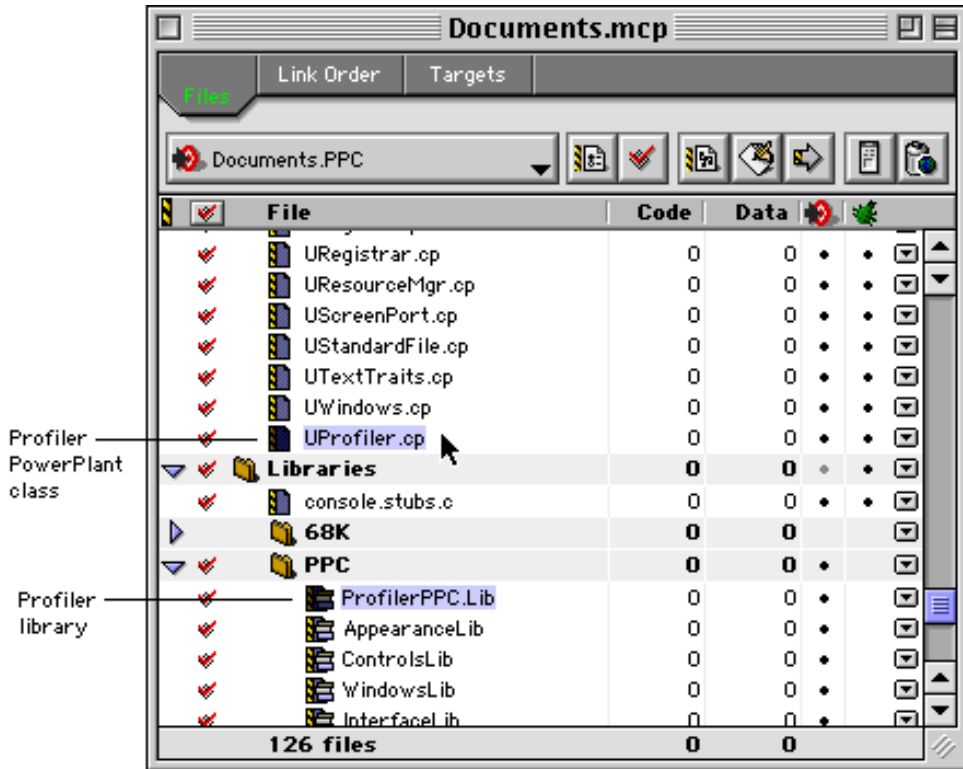 Documents.mcp
Files Link Order Targets
Documents.PPC
File Code Data
URegistrar.cp 0 0
UResourceMgr.cp 0 0
UScreenPort.cp 0 0
UStandardFile.cp 0 0
UTextTraits.cp 0 0
UWindows.cp 0 0
UProfiler.cp 0 0
Profiler
PowerPlant
class
Libraries 0 0
console.stubs.c 0 0
68K 0 0
PPC 0 0
ProfilerPPC.Lib 0 0
Profiler
library
AppearanceLib 0 0
ControlsLib 0 0
WindowsLib 0 0
InterfaceLib 0 0
126 files 0 0